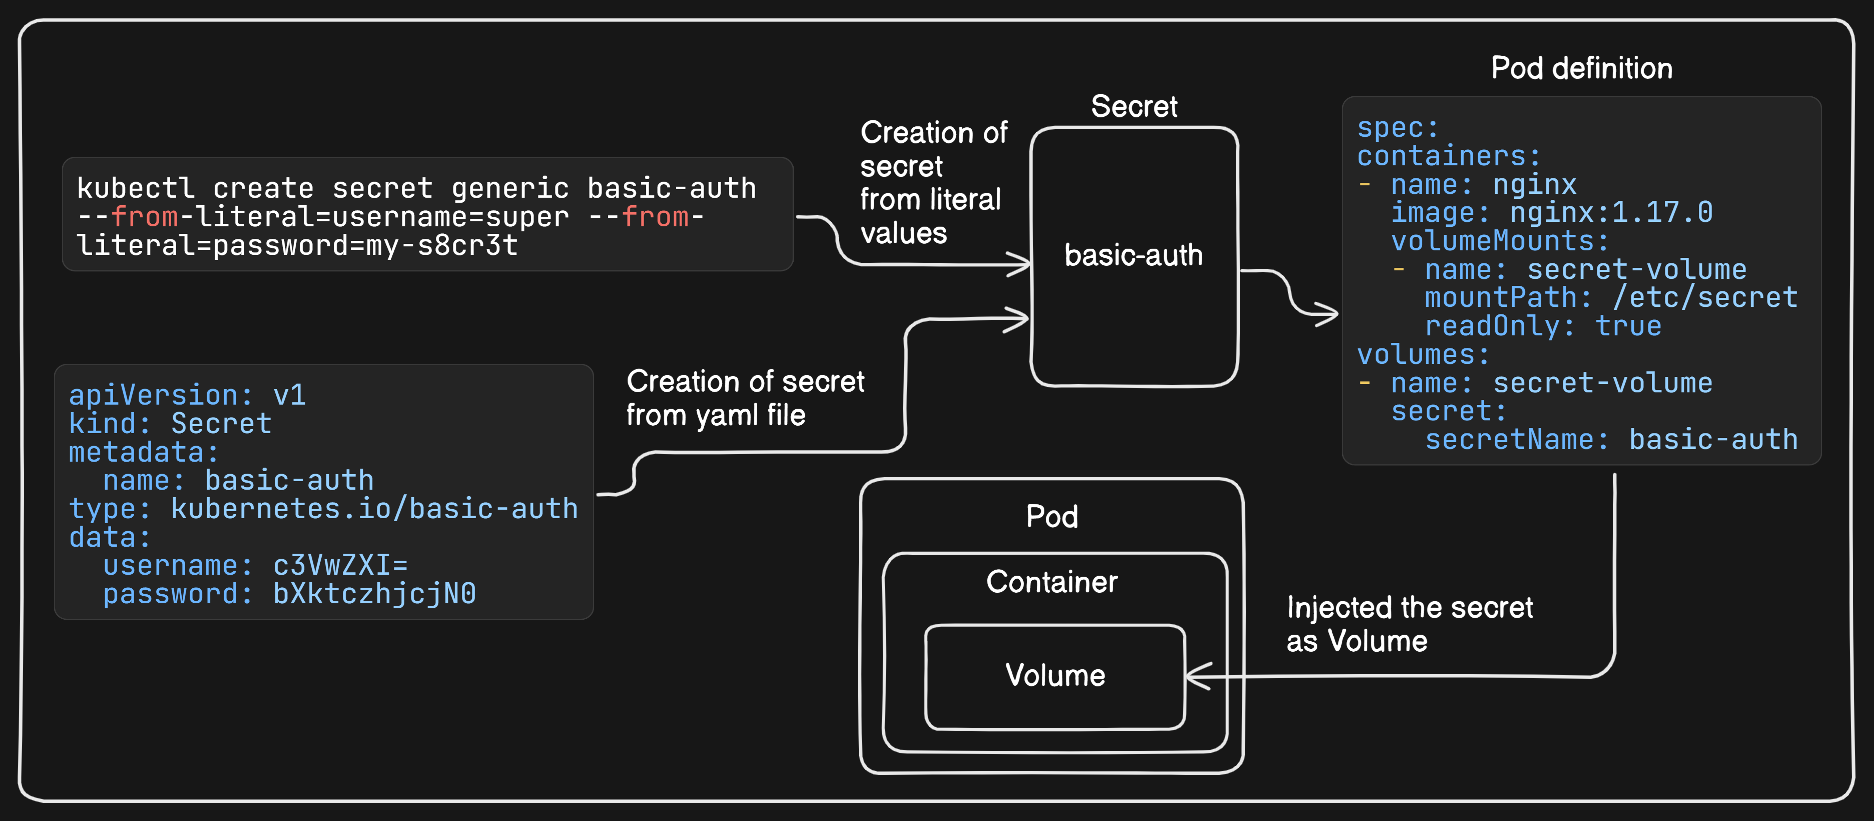 kubectl create secret generic basic-auth
--from-literal=username=super --from-
literal=password=my-s8cr3t
Creation of
secret
from literal
values
apiVersion: v1
kind: Secret
metadata:
  name: basic-auth
type: kubernetes.io/basic-auth
data:
  username: c3VwZXI=
  password: bXktczhjcjN0
Creation of secret
from yaml file
Secret
basic-auth
Pod definition
spec:
containers:
- name: nginx
  image: nginx:1.17.0
  volumeMounts:
  - name: secret-volume
    mountPath: /etc/secret
    readOnly: true
volumes:
- name: secret-volume
  secret:
    secretName: basic-auth
Injected the secret
as Volume
Pod
Container
Volume